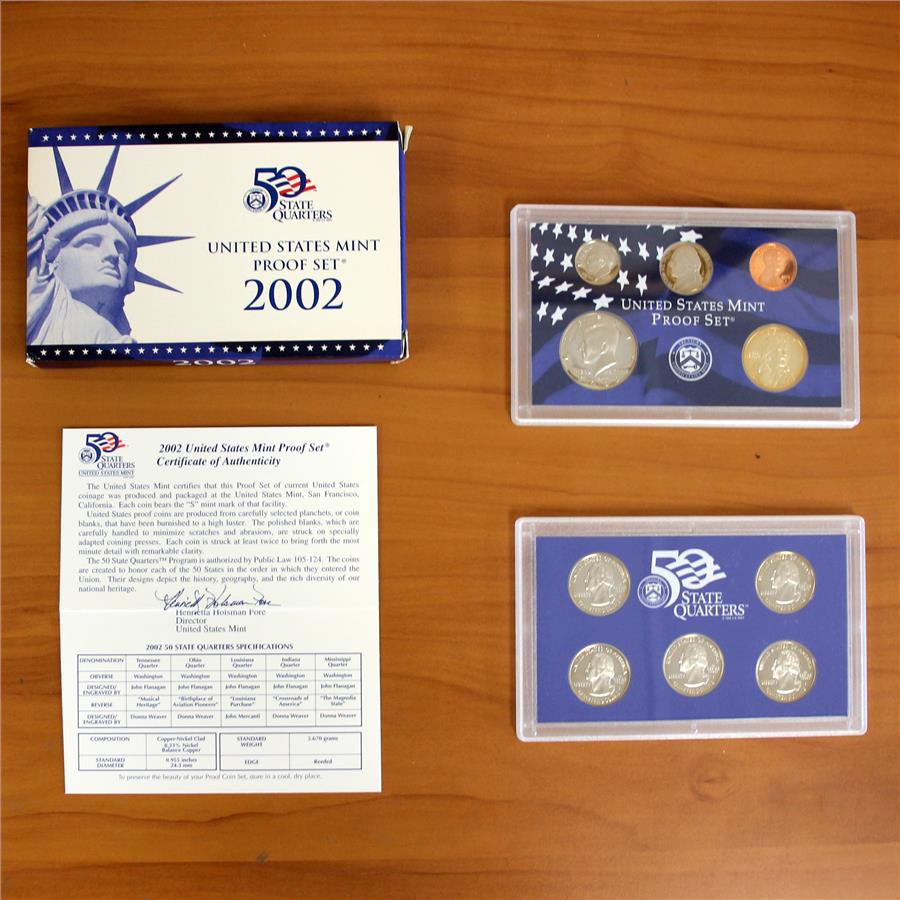 50
STATE
QUARTERS
UNITED STATES MINT
PROOF SET®
2002
2002
UNITED STATES MINT
PROOF SET®
50
STATE
QUARTERS
UNITED STATES MINT
2002 United States Mint Proof Set®
Certificate of Authenticity
The United States Mint certifies that this Proof Set of current United States
coinage was produced and packaged at the United States Mint, San Francisco,
California. Each coin bears the "S" mint mark of that facility.
United States proof coins are produced from carefully selected planchets, or coin
blanks, that have been burnished to a high luster. The polished blanks, which are
carefully handled to minimize scratches and abrasions, are struck on specially
adapted coining presses. Each coin is struck at least twice to bring forth the most
minute detail with remarkable clarity.
The 50 State Quarters™ Program is authorized by Public Law 105-124. The coins
are created to honor each of the 50 States in the order in which they entered the
Union. Their designs depict the history, geography, and the rich diversity of our
national heritage.
Henrietta Holsman Fore
Henrietta Holsman Fore
Director
United States Mint
2002 50 STATE QUARTERS SPECIFICATIONS
DENOMINATION Tennessee Quarter Ohio Quarter Louisiana Quarter Indiana Quarter Mississippi Quarter
OBVERSE Washington Washington Washington Washington Washington
DESIGNED/ENGRAVED BY John Flanagan John Flanagan John Flanagan John Flanagan John Flanagan
REVERSE "Musical Heritage" "Birthplace of Aviation Pioneers" "Louisiana Purchase" "Crossroads of America" "The Magnolia State"
DESIGNED/ENGRAVED BY Donna Weaver Donna Weaver John Mercanti Donna Weaver Donna Weaver
COMPOSITION Copper-Nickel Clad 8.33% Nickel Balance Copper STANDARD WEIGHT 5.670 grams
STANDARD DIAMETER 0.955 inches 24.3 mm EDGE Reeded
To preserve the beauty of your Proof Coin Set, store in a cool, dry place.
50
STATE
QUARTERS™